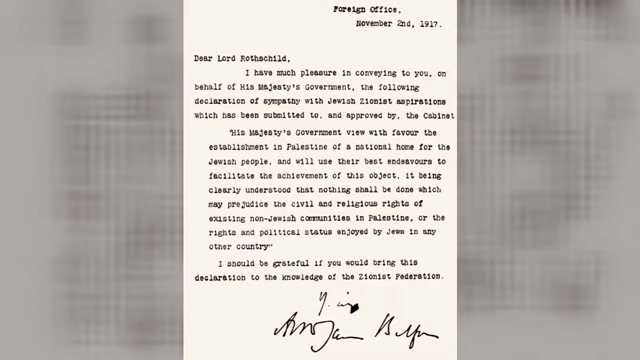 Foreign Office,
November 2nd, 1917.
Dear Lord Rothschild,
I have much pleasure in conveying to you, on
behalf of His Majesty's Government, the following
declaration of sympathy with Jewish Zionist aspirations
which has been submitted to, and approved by, the Cabinet
"His Majesty's Government view with favour the
establishment in Palestine of a national home for the
Jewish people, and will use their best endeavours to
facilitate the achievement of this object, it being
clearly understood that nothing shall be done which
may prejudice the civil and religious rights of
existing non-Jewish communities in Palestine, or the
rights and political status enjoyed by Jews in any
other country"
I should be grateful if you would bring this
declaration to the knowledge of the Zionist Federation.